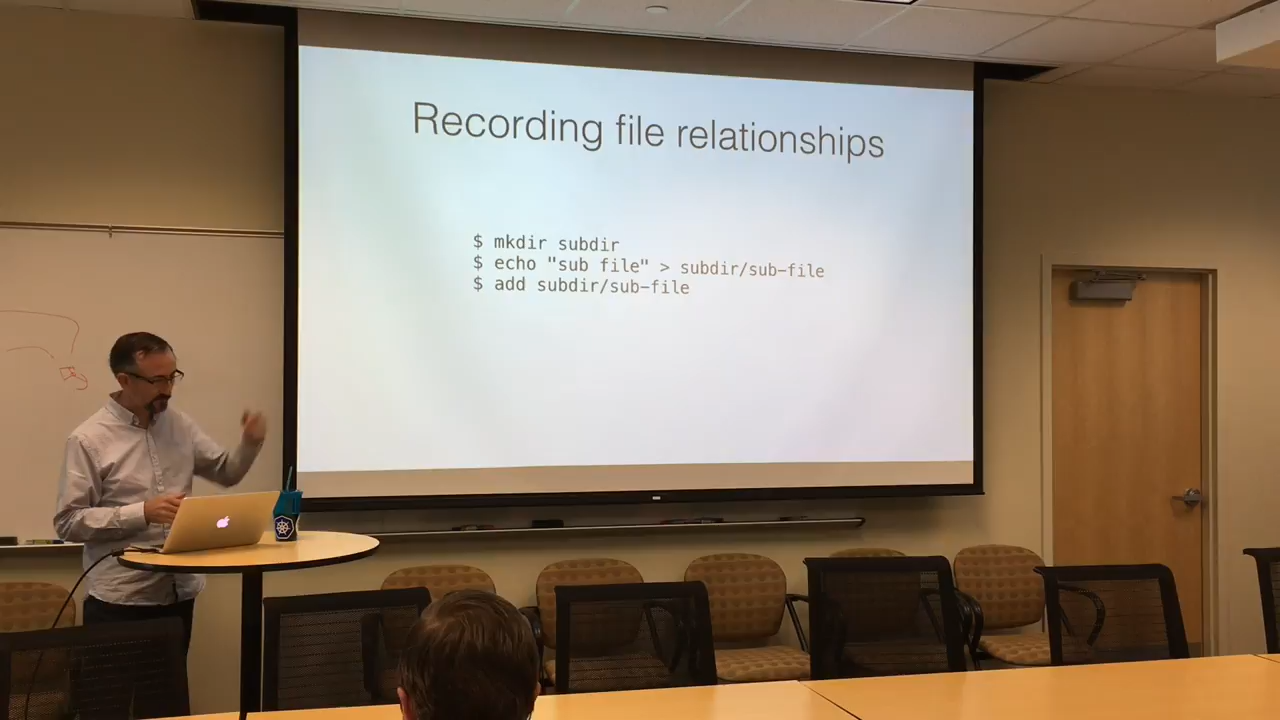 Recording file relationships
$ mkdir subdir
$ echo "sub file" > subdir/sub-file
$ add subdir/sub-file